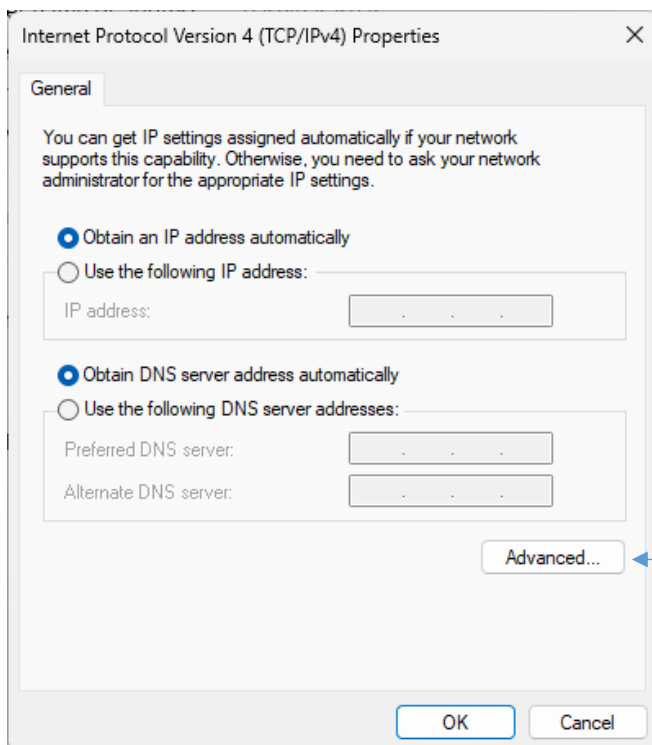 Internet Protocol Version 4 (TCP/IPv4) Properties
General
You can get IP settings assigned automatically if your network
supports this capability. Otherwise, you need to ask your network
administrator for the appropriate IP settings.
Obtain an IP address automatically
Use the following IP address:
IP address:
Obtain DNS server address automatically
Use the following DNS server addresses:
Preferred DNS server:
Alternate DNS server:
Advanced...
OK Cancel